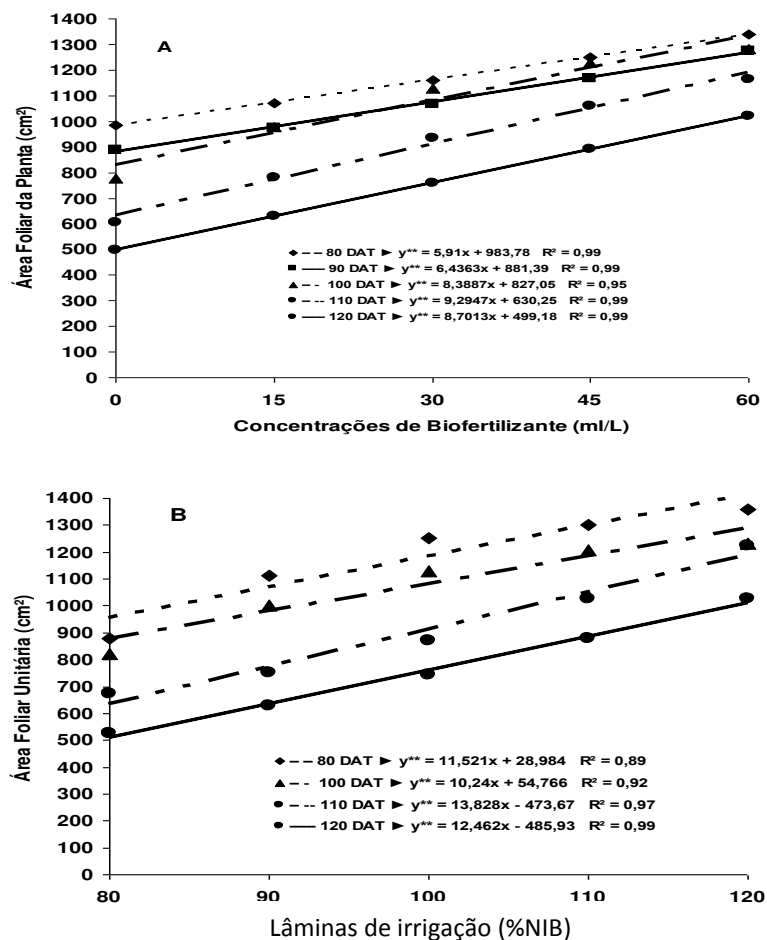 A
Área Foliar da Planta (cm²)
1400
1300
1200
1100
1000
900
800
700
600
500
400
300
200
100
0
80 DAT ► y** = 5,91x + 983,78 R² = 0,99
90 DAT ► y** = 6,4363x + 881,39 R² = 0,99
100 DAT ► y** = 8,3887x + 827,05 R² = 0,95
110 DAT ► y** = 9,2947x + 630,25 R² = 0,99
120 DAT ► y** = 8,7013x + 499,18 R² = 0,99
0 15 30 45 60
Concentrações de Biofertilizante (ml/L)
B
Área Foliar Unitária (cm²)
1400
1300
1200
1100
1000
900
800
700
600
500
400
300
200
100
0
80 DAT ► y** = 11,521x + 28,984 R² = 0,89
100 DAT ► y** = 10,24x + 54,766 R² = 0,92
110 DAT ► y** = 13,828x - 473,67 R² = 0,97
120 DAT ► y** = 12,462x - 485,93 R² = 0,99
80 90 100 110 120
Lâminas de irrigação (%NIB)